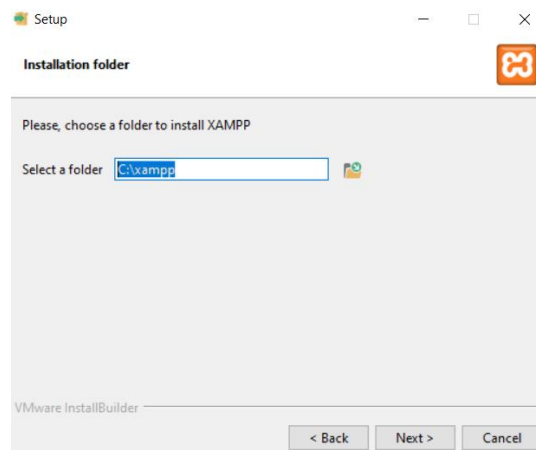 Setup
Installation folder
Please, choose a folder to install XAMPP
Select a folder C:\xampp
VMware InstallBuilder
< Back Next > Cancel